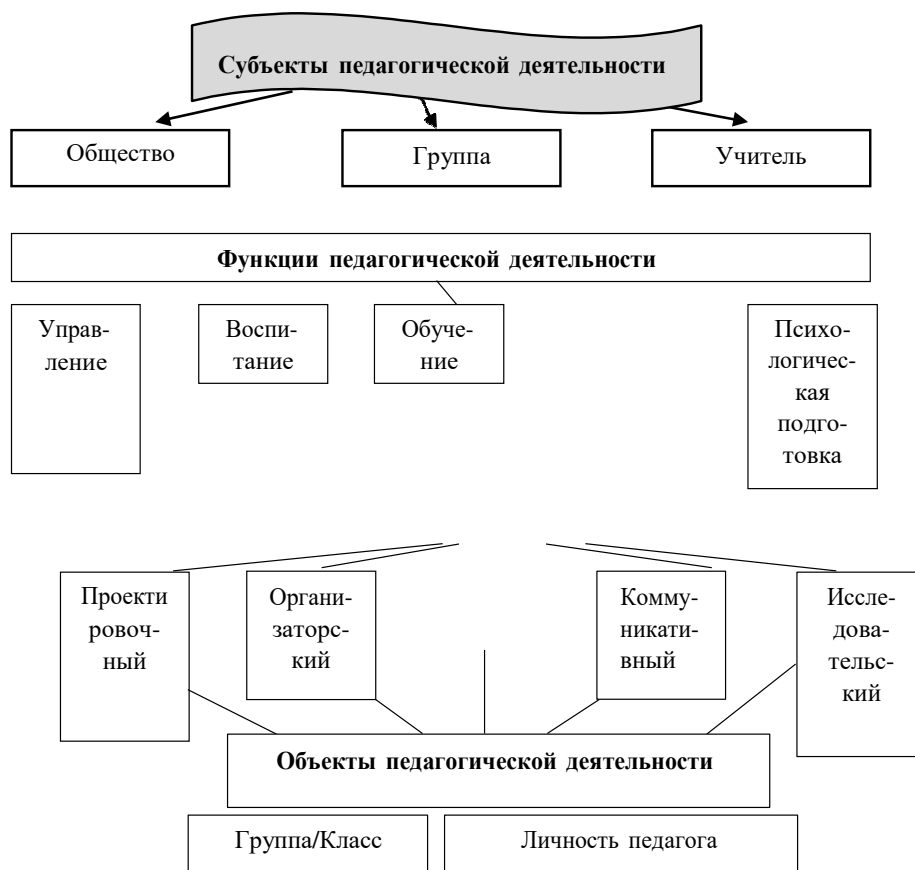 Субъекты педагогической деятельности
Общество
Группа
Учитель
Функции педагогической деятельности
Управ-
ление
Воспи-
тание
Обуче-
ние
Психо-
логичес-
кая
подго-
товка
Проекти
ровоч-
ный
Органи-
заторс-
кий
Комму-
никати-
вный
Иссле-
дова-
тельс-
кий
Объекты педагогической деятельности
Группа/Класс
Личность педагога